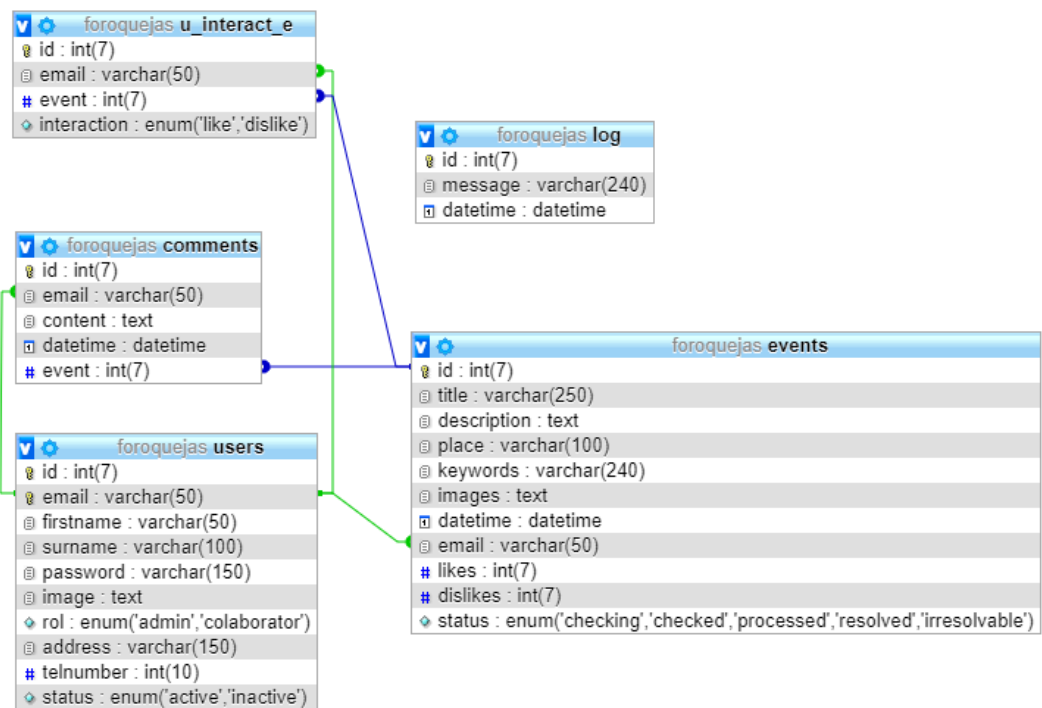 foroquejas u_interact_e
id : int(7)
email : varchar(50)
event : int(7)
interaction : enum('like','dislike')
foroquejas log
id : int(7)
message : varchar(240)
datetime : datetime
foroquejas comments
id : int(7)
email : varchar(50)
content : text
datetime : datetime
event : int(7)
foroquejas events
id : int(7)
title : varchar(250)
description : text
place : varchar(100)
keywords : varchar(240)
images : text
datetime : datetime
email : varchar(50)
likes : int(7)
dislikes : int(7)
status : enum('checking','checked','processed','resolved','irresolvable')
foroquejas users
id : int(7)
email : varchar(50)
firstname : varchar(50)
surname : varchar(100)
password : varchar(150)
image : text
rol : enum('admin','colaborator')
address : varchar(150)
telnumber : int(10)
status : enum('active','inactive')